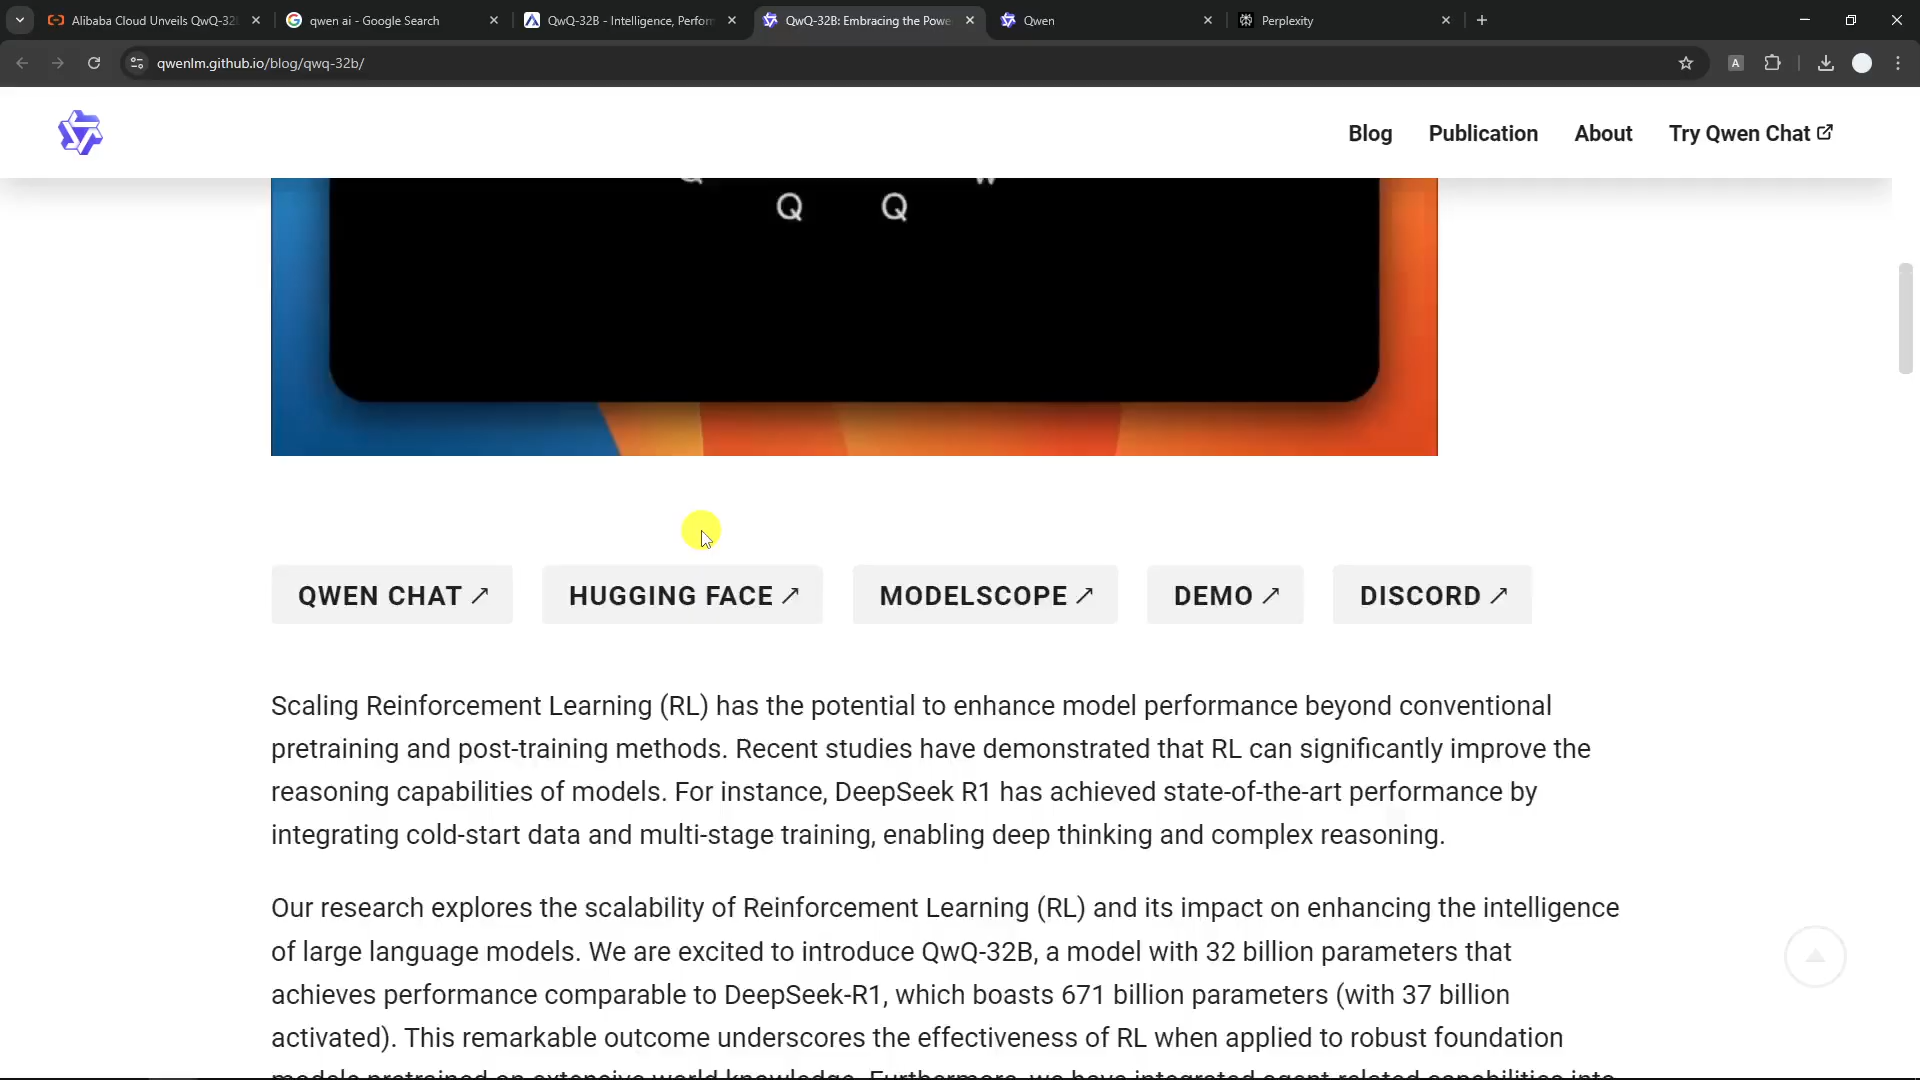 Alibaba Cloud Unveils QwQ-32
qwen ai - Google Search
QwQ-32B - Intelligence, Perfor
QwQ-32B: Embracing the Powe
Qwen
Perplexity
qwenlm.github.io/blog/qwq-32b/
A
Blog
Publication
About
Try Qwen Chat
Q Q
QWEN CHAT ↗
HUGGING FACE ↗
MODELSCOPE ↗
DEMO ↗
DISCORD ↗
Scaling Reinforcement Learning (RL) has the potential to enhance model performance beyond conventional
pretraining and post-training methods. Recent studies have demonstrated that RL can significantly improve the
reasoning capabilities of models. For instance, DeepSeek R1 has achieved state-of-the-art performance by
integrating cold-start data and multi-stage training, enabling deep thinking and complex reasoning.
Our research explores the scalability of Reinforcement Learning (RL) and its impact on enhancing the intelligence
of large language models. We are excited to introduce QwQ-32B, a model with 32 billion parameters that
achieves performance comparable to DeepSeek-R1, which boasts 671 billion parameters (with 37 billion
activated). This remarkable outcome underscores the effectiveness of RL when applied to robust foundation
models pretrained on extensive world knowledge. Furthermore, we have integrated agent-related capabilities into